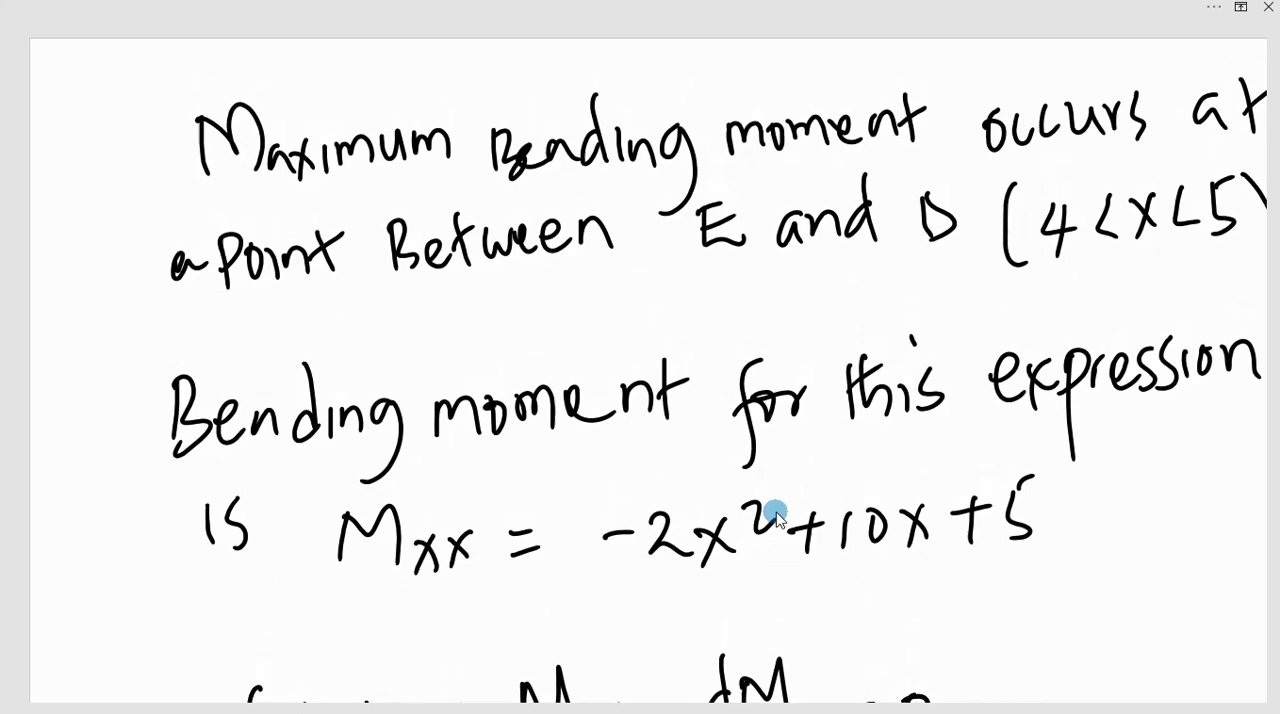 Maximum Bending moment occurs at
a point Between E and D (4<x<5)
Bending moment for this expression
is Mxx = -2x²+10x+5